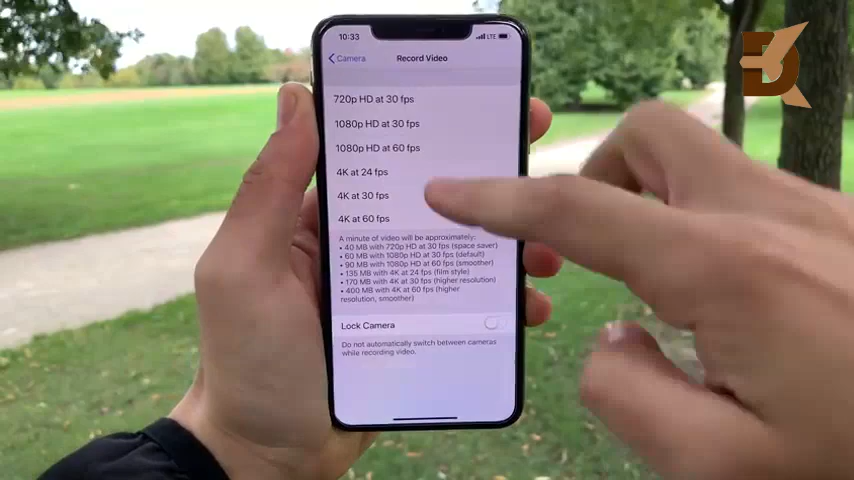 10:33
LTE
Camera
Record Video
720p HD at 30 fps
1080p HD at 30 fps
1080p HD at 60 fps
4K at 24 fps
4K at 30 fps
4K at 60 fps
A minute of video will be approximately:
• 40 MB with 720p HD at 30 fps (space saver)
• 60 MB with 1080p HD at 30 fps (default)
• 90 MB with 1080p HD at 60 fps (smoother)
• 135 MB with 4K at 24 fps (film style)
• 170 MB with 4K at 30 fps (higher resolution)
• 400 MB with 4K at 60 fps (higher
resolution, smoother)
Lock Camera
Do not automatically switch between cameras
while recording video.